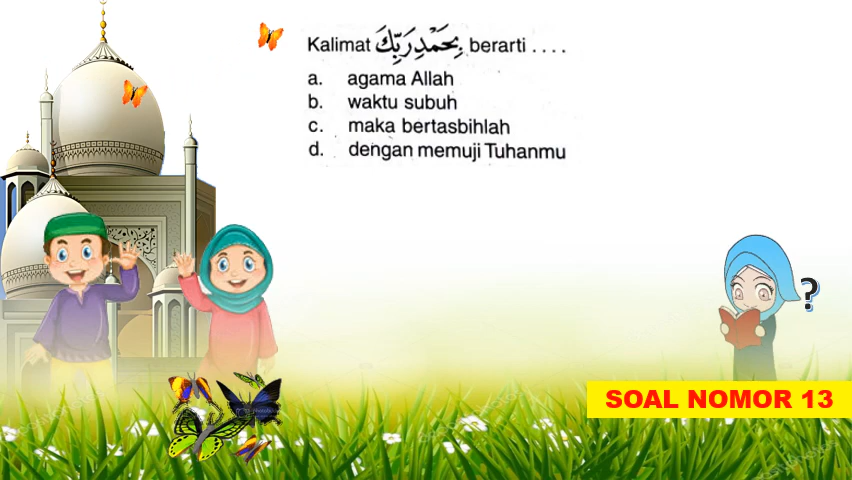 Kalimat بِحَمْدِ رَبِّكَ berarti . . . .
a. agama Allah
b. waktu subuh
c. maka bertasbihlah
d. dengan memuji Tuhanmu
?
SOAL NOMOR 13